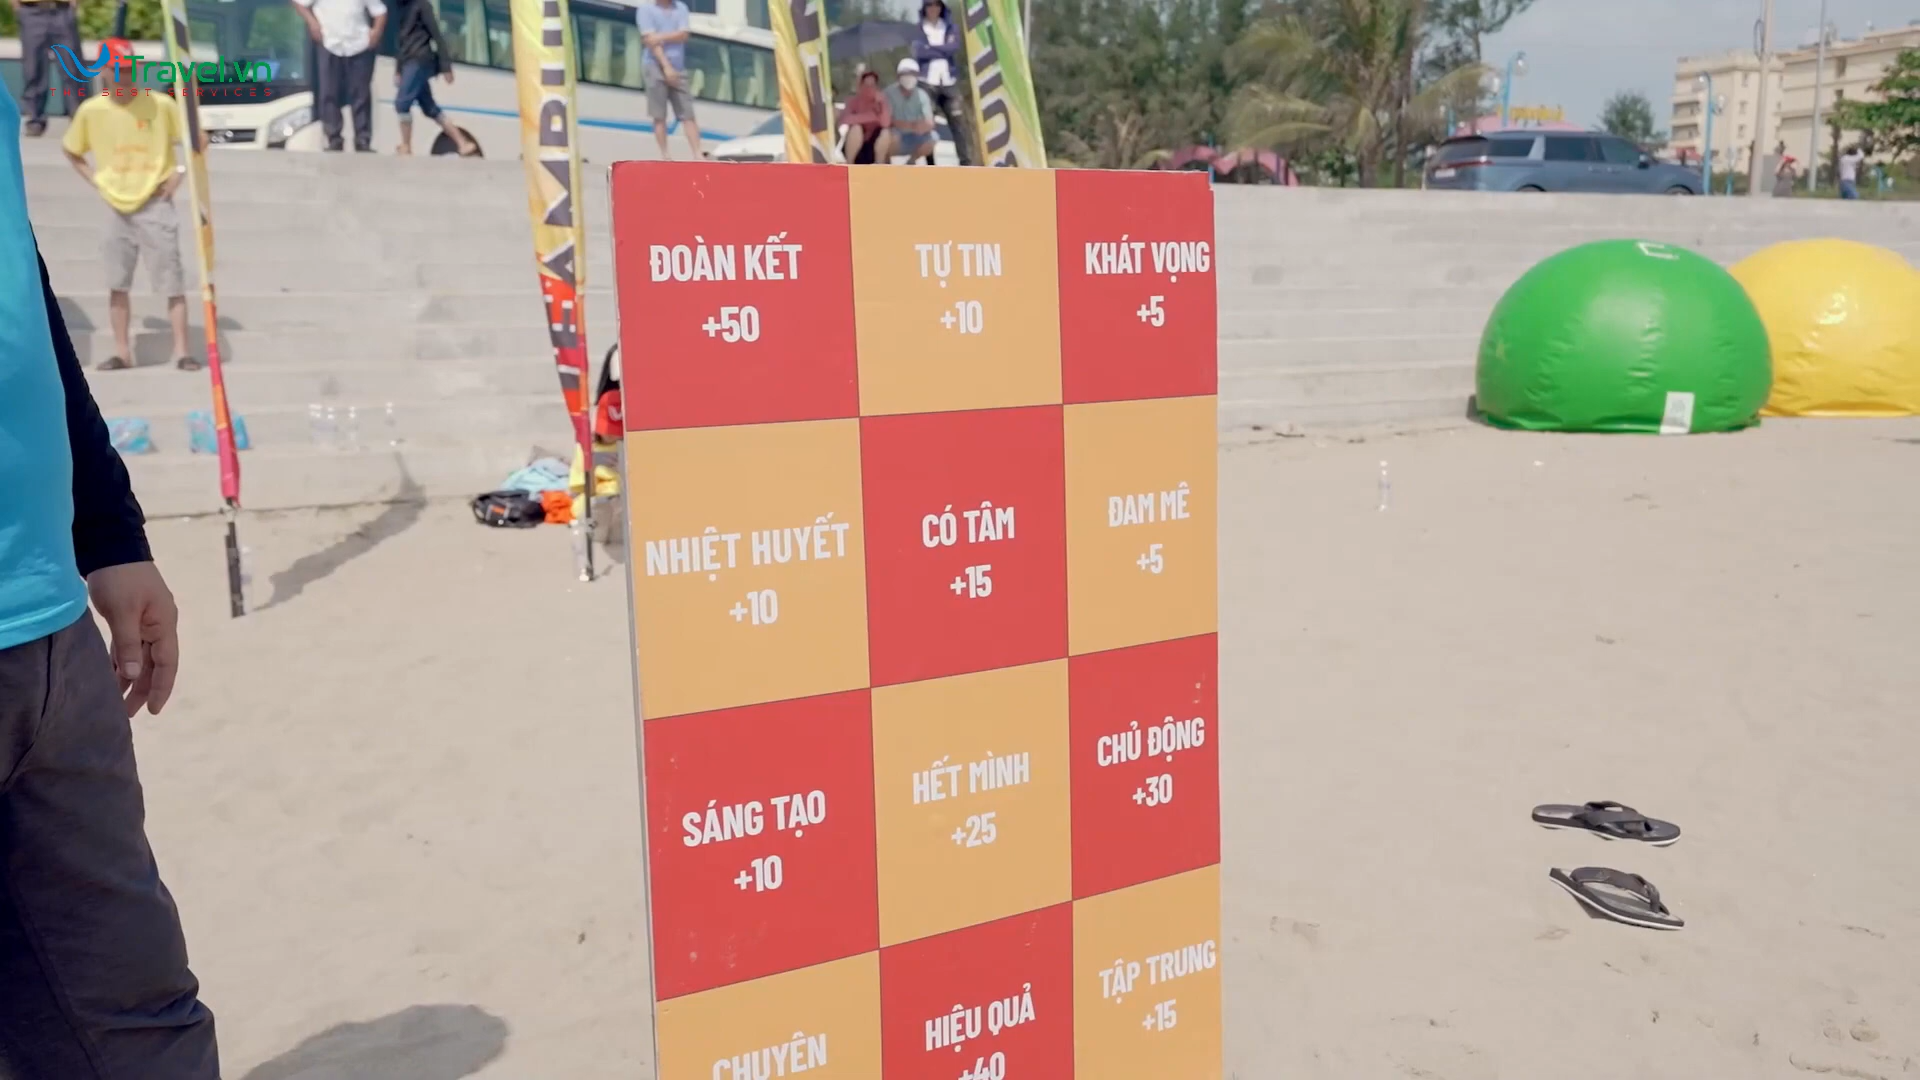 iTravel.vn
THE BEST SERVICES
ĐOÀN KẾT
+50
TỰ TIN
+10
KHÁT VỌNG
+5
NHIỆT HUYẾT
+10
CÓ TÂM
+15
ĐAM MÊ
+5
SÁNG TẠO
+10
HẾT MÌNH
+25
CHỦ ĐỘNG
+30
CHUYÊN
HIỆU QUẢ
+40
TẬP TRUNG
+15